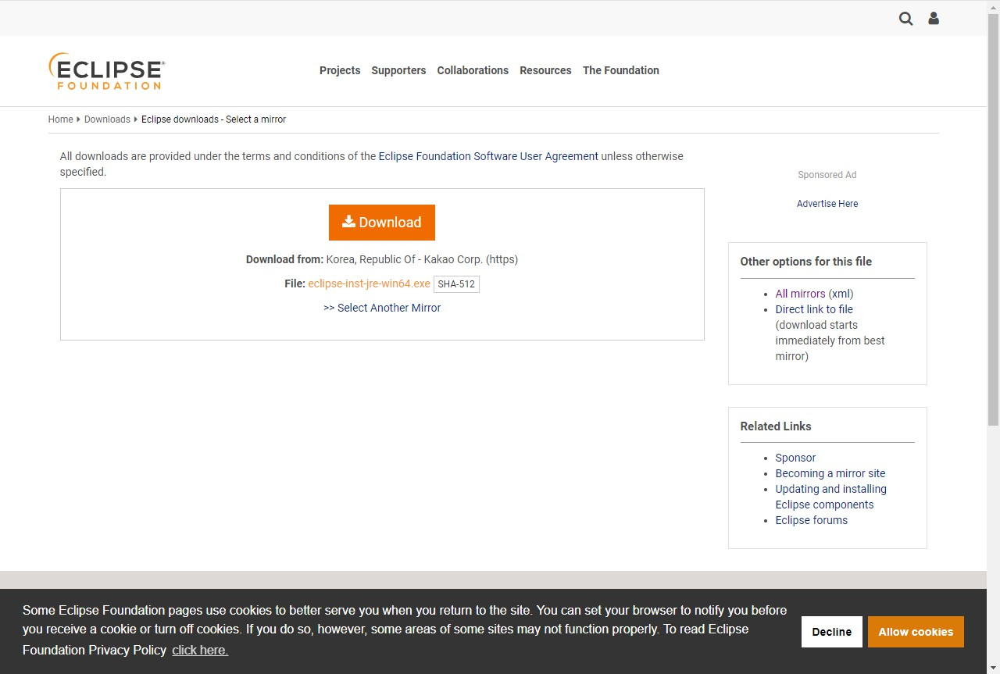 ECLIPSE®
FOUNDATION
Projects Supporters Collaborations Resources The Foundation
Home Downloads Eclipse downloads - Select a mirror
All downloads are provided under the terms and conditions of the Eclipse Foundation Software User Agreement unless otherwise
specified.
Download
Download from: Korea, Republic Of - Kakao Corp. (https)
File: eclipse-inst-jre-win64.exe SHA-512
>> Select Another Mirror
Sponsored Ad
Advertise Here
Other options for this file
• All mirrors (xml)
• Direct link to file
(download starts
immediately from best
mirror)
Related Links
• Sponsor
• Becoming a mirror site
• Updating and installing
Eclipse components
• Eclipse forums
Some Eclipse Foundation pages use cookies to better serve you when you return to the site. You can set your browser to notify you before
you receive a cookie or turn off cookies. If you do so, however, some areas of some sites may not function properly. To read Eclipse
Foundation Privacy Policy click here.
Decline
Allow cookies